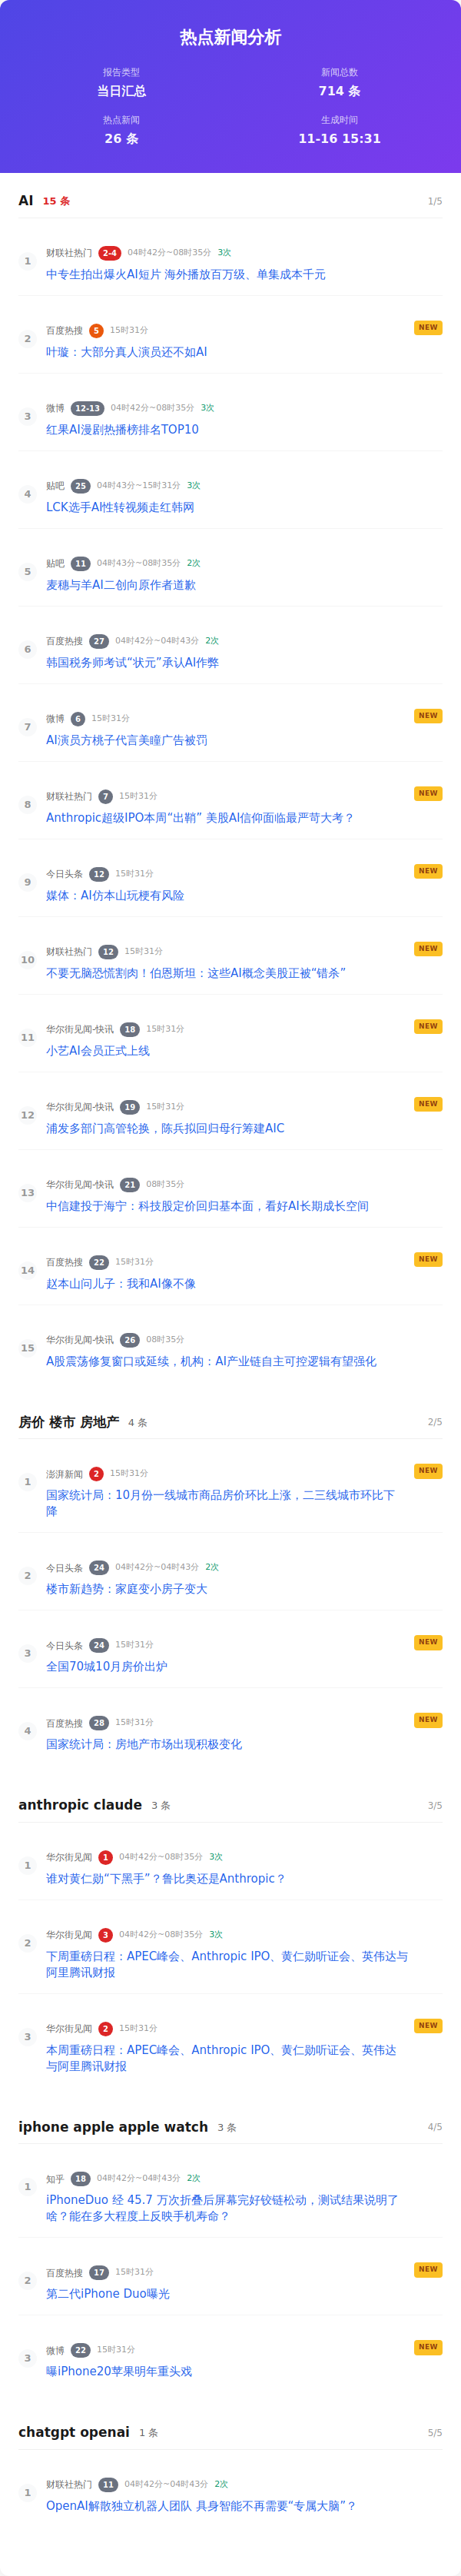 热点新闻分析
报告类型
当日汇总
新闻总数
714 条
热点新闻
26 条
生成时间
11-16 15:31
AI 15 条 1/5
1 财联社热门 2-4 04时42分~08时35分 3次
中专生拍出爆火AI短片 海外播放百万级、单集成本千元
2 百度热搜 5 15时31分 NEW
叶璇：大部分真人演员还不如AI
3 微博 12-13 04时42分~08时35分 3次
红果AI漫剧热播榜排名TOP10
4 贴吧 25 04时43分~15时31分 3次
LCK选手AI性转视频走红韩网
5 贴吧 11 04时43分~08时35分 2次
麦穗与羊AI二创向原作者道歉
6 百度热搜 27 04时42分~04时43分 2次
韩国税务师考试“状元”承认AI作弊
7 微博 6 15时31分 NEW
AI演员方桃子代言美瞳广告被罚
8 财联社热门 7 15时31分 NEW
Anthropic超级IPO本周“出鞘” 美股AI信仰面临最严苛大考？
9 今日头条 12 15时31分 NEW
媒体：AI仿本山玩梗有风险
10 财联社热门 12 15时31分 NEW
不要无脑恐慌割肉！伯恩斯坦：这些AI概念美股正被“错杀”
11 华尔街见闻-快讯 18 15时31分 NEW
小艺AI会员正式上线
12 华尔街见闻-快讯 19 15时31分 NEW
浦发多部门高管轮换，陈兵拟回归母行筹建AIC
13 华尔街见闻-快讯 21 08时35分
中信建投于海宁：科技股定价回归基本面，看好AI长期成长空间
14 百度热搜 22 15时31分 NEW
赵本山问儿子：我和AI像不像
15 华尔街见闻-快讯 26 08时35分
A股震荡修复窗口或延续，机构：AI产业链自主可控逻辑有望强化
房价 楼市 房地产 4 条 2/5
1 澎湃新闻 2 15时31分 NEW
国家统计局：10月份一线城市商品房价环比上涨，二三线城市环比下
降
2 今日头条 24 04时42分~04时43分 2次
楼市新趋势：家庭变小房子变大
3 今日头条 24 15时31分 NEW
全国70城10月房价出炉
4 百度热搜 28 15时31分 NEW
国家统计局：房地产市场出现积极变化
anthropic claude 3 条 3/5
1 华尔街见闻 1 04时42分~08时35分 3次
谁对黄仁勋“下黑手”？鲁比奥还是Anthropic？
2 华尔街见闻 3 04时42分~08时35分 3次
下周重磅日程：APEC峰会、Anthropic IPO、黄仁勋听证会、英伟达与
阿里腾讯财报
3 华尔街见闻 2 15时31分 NEW
本周重磅日程：APEC峰会、Anthropic IPO、黄仁勋听证会、英伟达
与阿里腾讯财报
iphone apple apple watch 3 条 4/5
1 知乎 18 04时42分~04时43分 2次
iPhoneDuo 经 45.7 万次折叠后屏幕完好铰链松动，测试结果说明了
啥？能在多大程度上反映手机寿命？
2 百度热搜 17 15时31分 NEW
第二代iPhone Duo曝光
3 微博 22 15时31分 NEW
曝iPhone20苹果明年重头戏
chatgpt openai 1 条 5/5
1 财联社热门 11 04时42分~04时43分 2次
OpenAI解散独立机器人团队 具身智能不再需要“专属大脑”？